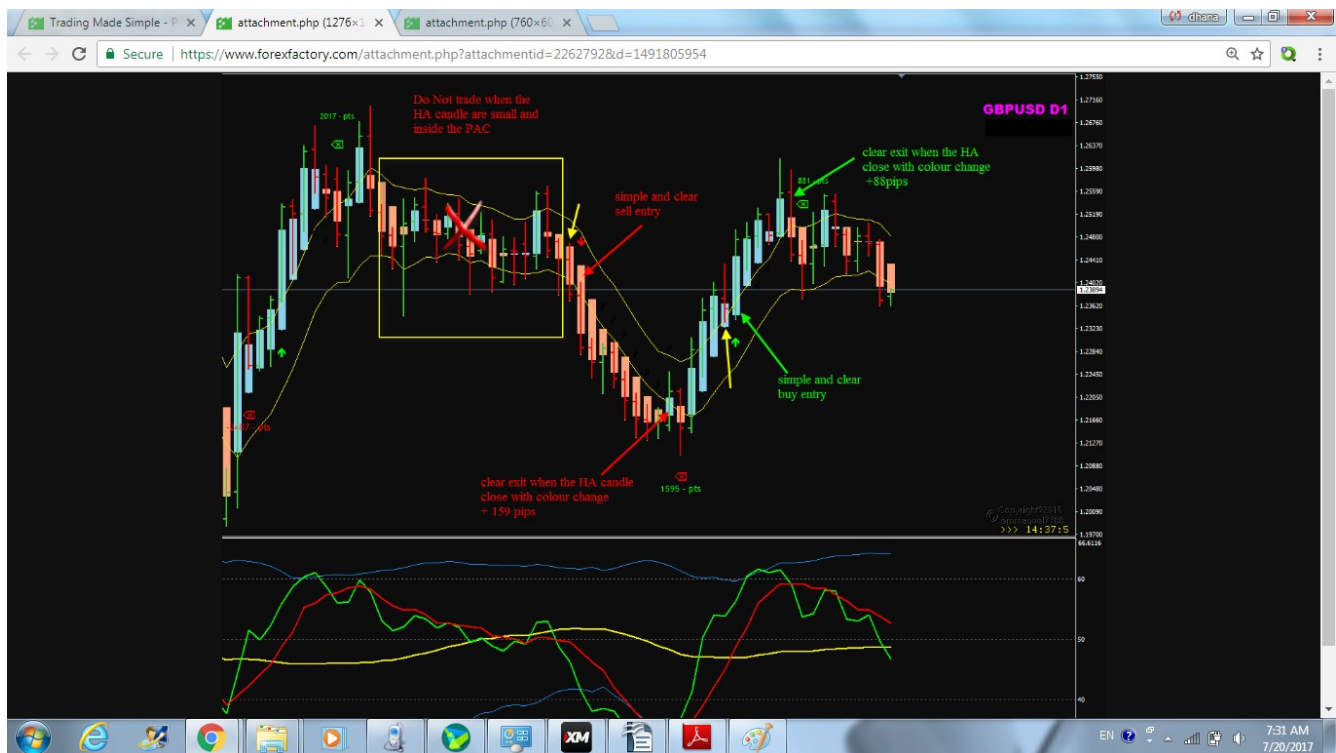 Trading Made Simple - P
attachment.php (1276×1
attachment.php (760×60
dhana
Secure
https://www.forexfactory.com/attachment.php?attachmentid=2262792&d=1491805954
Do Not trade when the
HA candle are small and
inside the PAC
2017 - pts
GBPUSD D1
clear exit when the HA
close with colour change
+88pips
881 - pts
simple and clear
sell entry
simple and clear
buy entry
clear exit when the HA candle
close with colour change
+ 159 pips
1595 - pts
1.27550
1.27160
1.26760
1.26370
1.25980
1.25590
1.25190
1.24800
1.24410
1.24020
1.23894
1.23620
1.23230
1.22840
1.22450
1.22050
1.21660
1.21270
1.20880
1.20480
1.20090
1.19700
>>> 14:37:5
66.6116
60
50
40
XM
EN
7:31 AM
7/20/2017